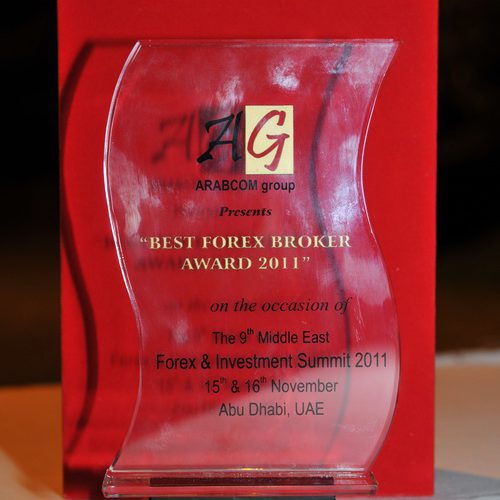 AG
ARABCOM group
Presents
“BEST FOREX BROKER
AWARD 2011”
on the occasion of
The 9th Middle East
Forex & Investment Summit 2011
15th & 16th November
Abu Dhabi, UAE